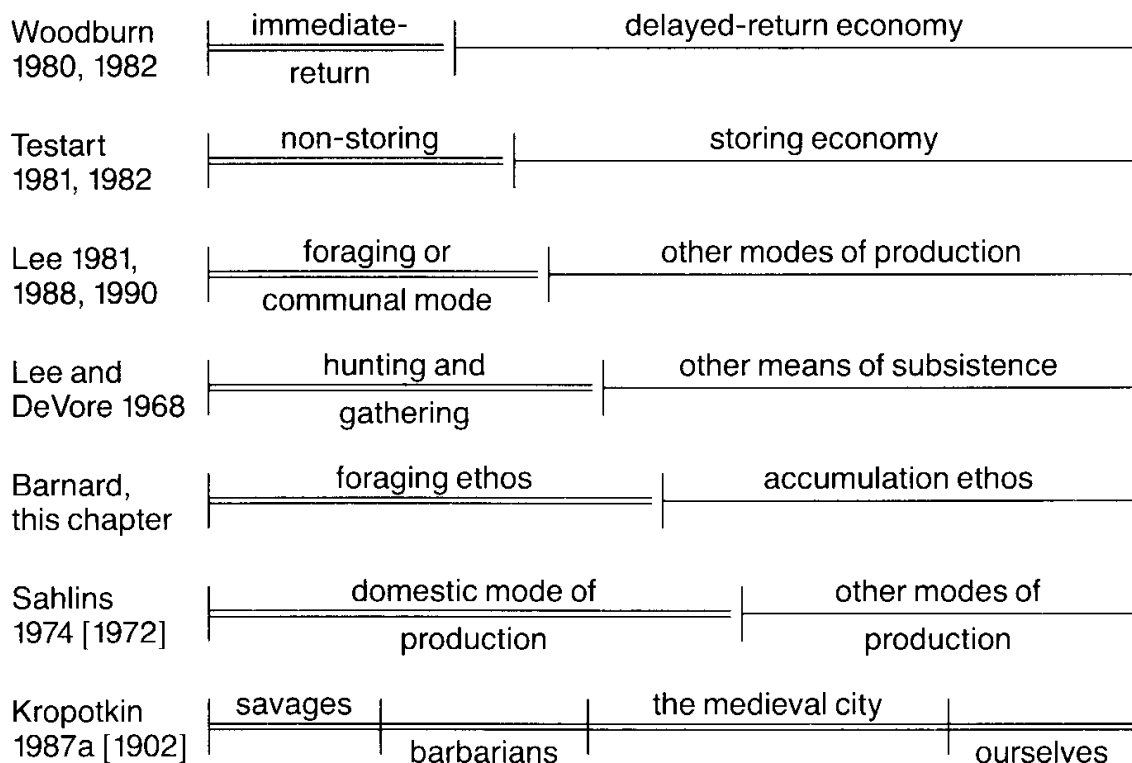 Woodburn
1980, 1982
immediate-
return
delayed-return economy
Testart
1981, 1982
non-storing
storing economy
Lee 1981,
1988, 1990
foraging or
communal mode
other modes of production
Lee and
DeVore 1968
hunting and
gathering
other means of subsistence
Barnard,
this chapter
foraging ethos
accumulation ethos
Sahlins
1974 [1972]
domestic mode of
production
other modes of
production
Kropotkin
1987a [1902]
savages
barbarians
the medieval city
ourselves